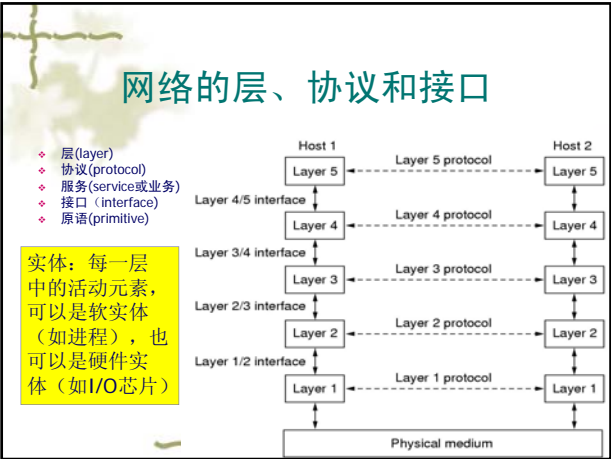 网络的层、协议和接口
层(layer)
协议(protocol)
服务(service或业务)
接口（interface)
原语(primitive)
实体：每一层
中的活动元素，
可以是软实体
（如进程），也
可以是硬件实
体（如I/O芯片）
Host 1
Host 2
Layer 5
Layer 5 protocol
Layer 5
Layer 4/5 interface
Layer 4
Layer 4 protocol
Layer 4
Layer 3/4 interface
Layer 3
Layer 3 protocol
Layer 3
Layer 2/3 interface
Layer 2
Layer 2 protocol
Layer 2
Layer 1/2 interface
Layer 1
Layer 1 protocol
Layer 1
Physical medium